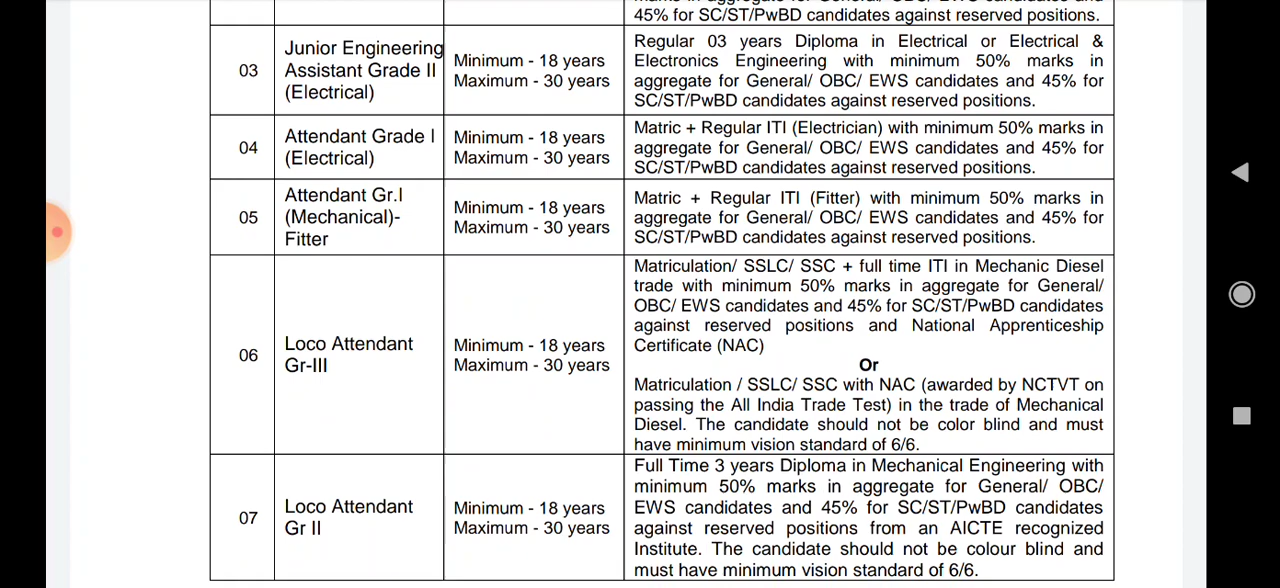 marks in aggregate for General/ OBC/ EWS candidates and
45% for SC/ST/PwBD candidates against reserved positions.
03
Junior Engineering
Assistant Grade II
(Electrical)
Minimum - 18 years
Maximum - 30 years
Regular 03 years Diploma in Electrical or Electrical &
Electronics Engineering with minimum 50% marks in
aggregate for General/ OBC/ EWS candidates and 45% for
SC/ST/PwBD candidates against reserved positions.
04
Attendant Grade I
(Electrical)
Minimum - 18 years
Maximum - 30 years
Matric + Regular ITI (Electrician) with minimum 50% marks in
aggregate for General/ OBC/ EWS candidates and 45% for
SC/ST/PwBD candidates against reserved positions.
05
Attendant Gr.I
(Mechanical)-
Fitter
Minimum - 18 years
Maximum - 30 years
Matric + Regular ITI (Fitter) with minimum 50% marks in
aggregate for General/ OBC/ EWS candidates and 45% for
SC/ST/PwBD candidates against reserved positions.
06
Loco Attendant
Gr-III
Minimum - 18 years
Maximum - 30 years
Matriculation/ SSLC/ SSC + full time ITI in Mechanic Diesel
trade with minimum 50% marks in aggregate for General/
OBC/ EWS candidates and 45% for SC/ST/PwBD candidates
against reserved positions and National Apprenticeship
Certificate (NAC)
Or
Matriculation / SSLC/ SSC with NAC (awarded by NCTVT on
passing the All India Trade Test) in the trade of Mechanical
Diesel. The candidate should not be color blind and must
have minimum vision standard of 6/6.
07
Loco Attendant
Gr II
Minimum - 18 years
Maximum - 30 years
Full Time 3 years Diploma in Mechanical Engineering with
minimum 50% marks in aggregate for General/ OBC/
EWS candidates and 45% for SC/ST/PwBD candidates
against reserved positions from an AICTE recognized
Institute. The candidate should not be colour blind and
must have minimum vision standard of 6/6.